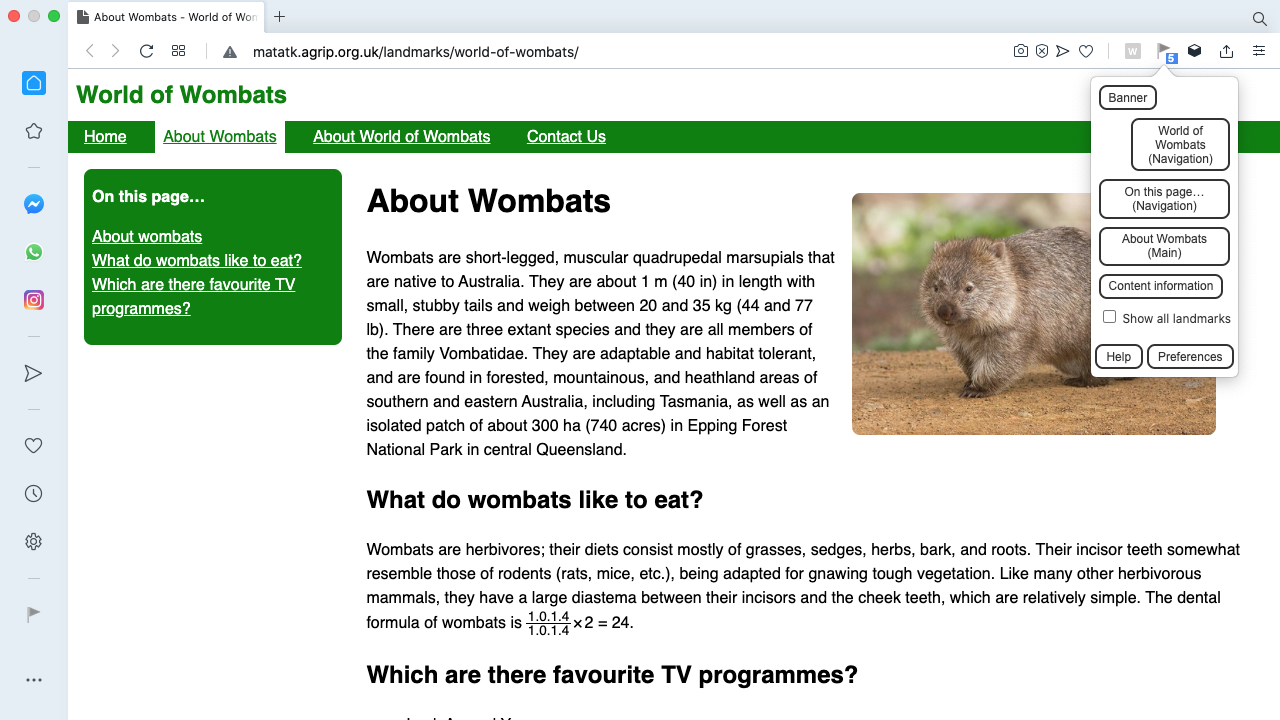 About Wombats - World of Wom
matatk.agrip.org.uk/landmarks/world-of-wombats/
W
5
World of Wombats
Home
About Wombats
About World of Wombats
Contact Us
Banner
World of
Wombats
(Navigation)
On this page…
(Navigation)
About Wombats
(Main)
Content information
Show all landmarks
Help
Preferences
On this page…
About wombats
What do wombats like to eat?
Which are there favourite TV
programmes?
About Wombats
Wombats are short-legged, muscular quadrupedal marsupials that
are native to Australia. They are about 1 m (40 in) in length with
small, stubby tails and weigh between 20 and 35 kg (44 and 77
lb). There are three extant species and they are all members of
the family Vombatidae. They are adaptable and habitat tolerant,
and are found in forested, mountainous, and heathland areas of
southern and eastern Australia, including Tasmania, as well as an
isolated patch of about 300 ha (740 acres) in Epping Forest
National Park in central Queensland.
What do wombats like to eat?
Wombats are herbivores; their diets consist mostly of grasses, sedges, herbs, bark, and roots. Their incisor teeth somewhat
resemble those of rodents (rats, mice, etc.), being adapted for gnawing tough vegetation. Like many other herbivorous
mammals, they have a large diastema between their incisors and the cheek teeth, which are relatively simple. The dental
formula of wombats is 1.0.1.4/1.0.1.4 × 2 = 24.
Which are there favourite TV programmes?